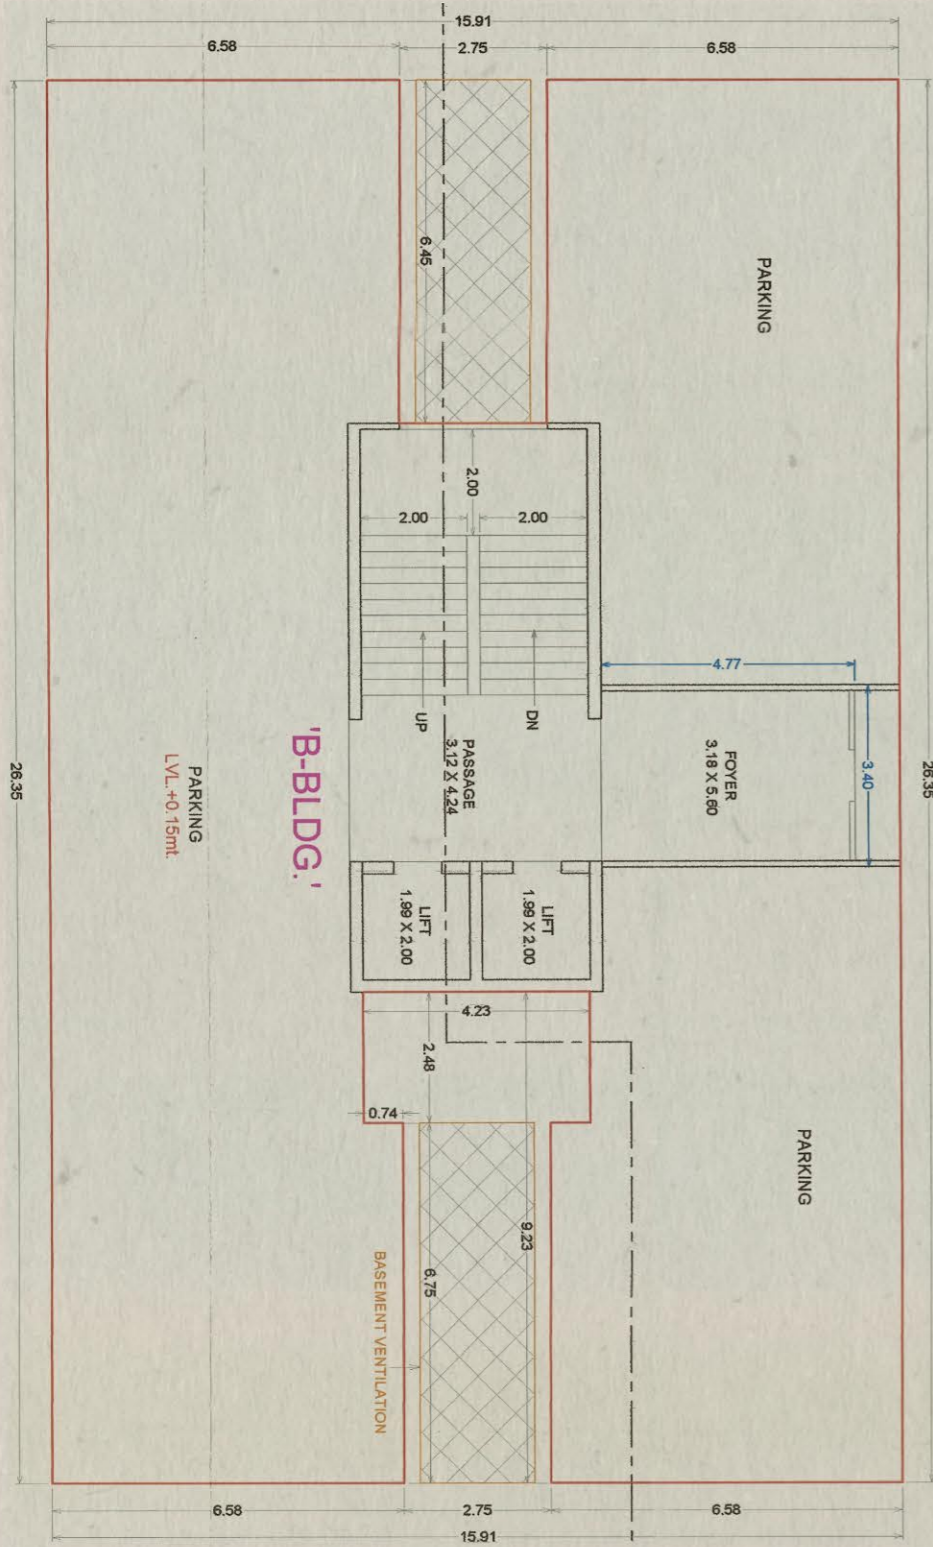 15.91
6.58
2.75
6.58
26.35
26.35
6.45
PARKING
2.00
2.00
2.00
4.77
UP
DN
PASSAGE
3.12 X 4.24
FOYER
3.18 X 5.60
3.40
'B-BLDG.'
PARKING
LVL.+0.15mt.
LIFT
1.99 X 2.00
LIFT
1.99 X 2.00
4.23
2.48
0.74
9.23
6.75
PARKING
BASEMENT VENTILATION
6.58
2.75
6.58
15.91